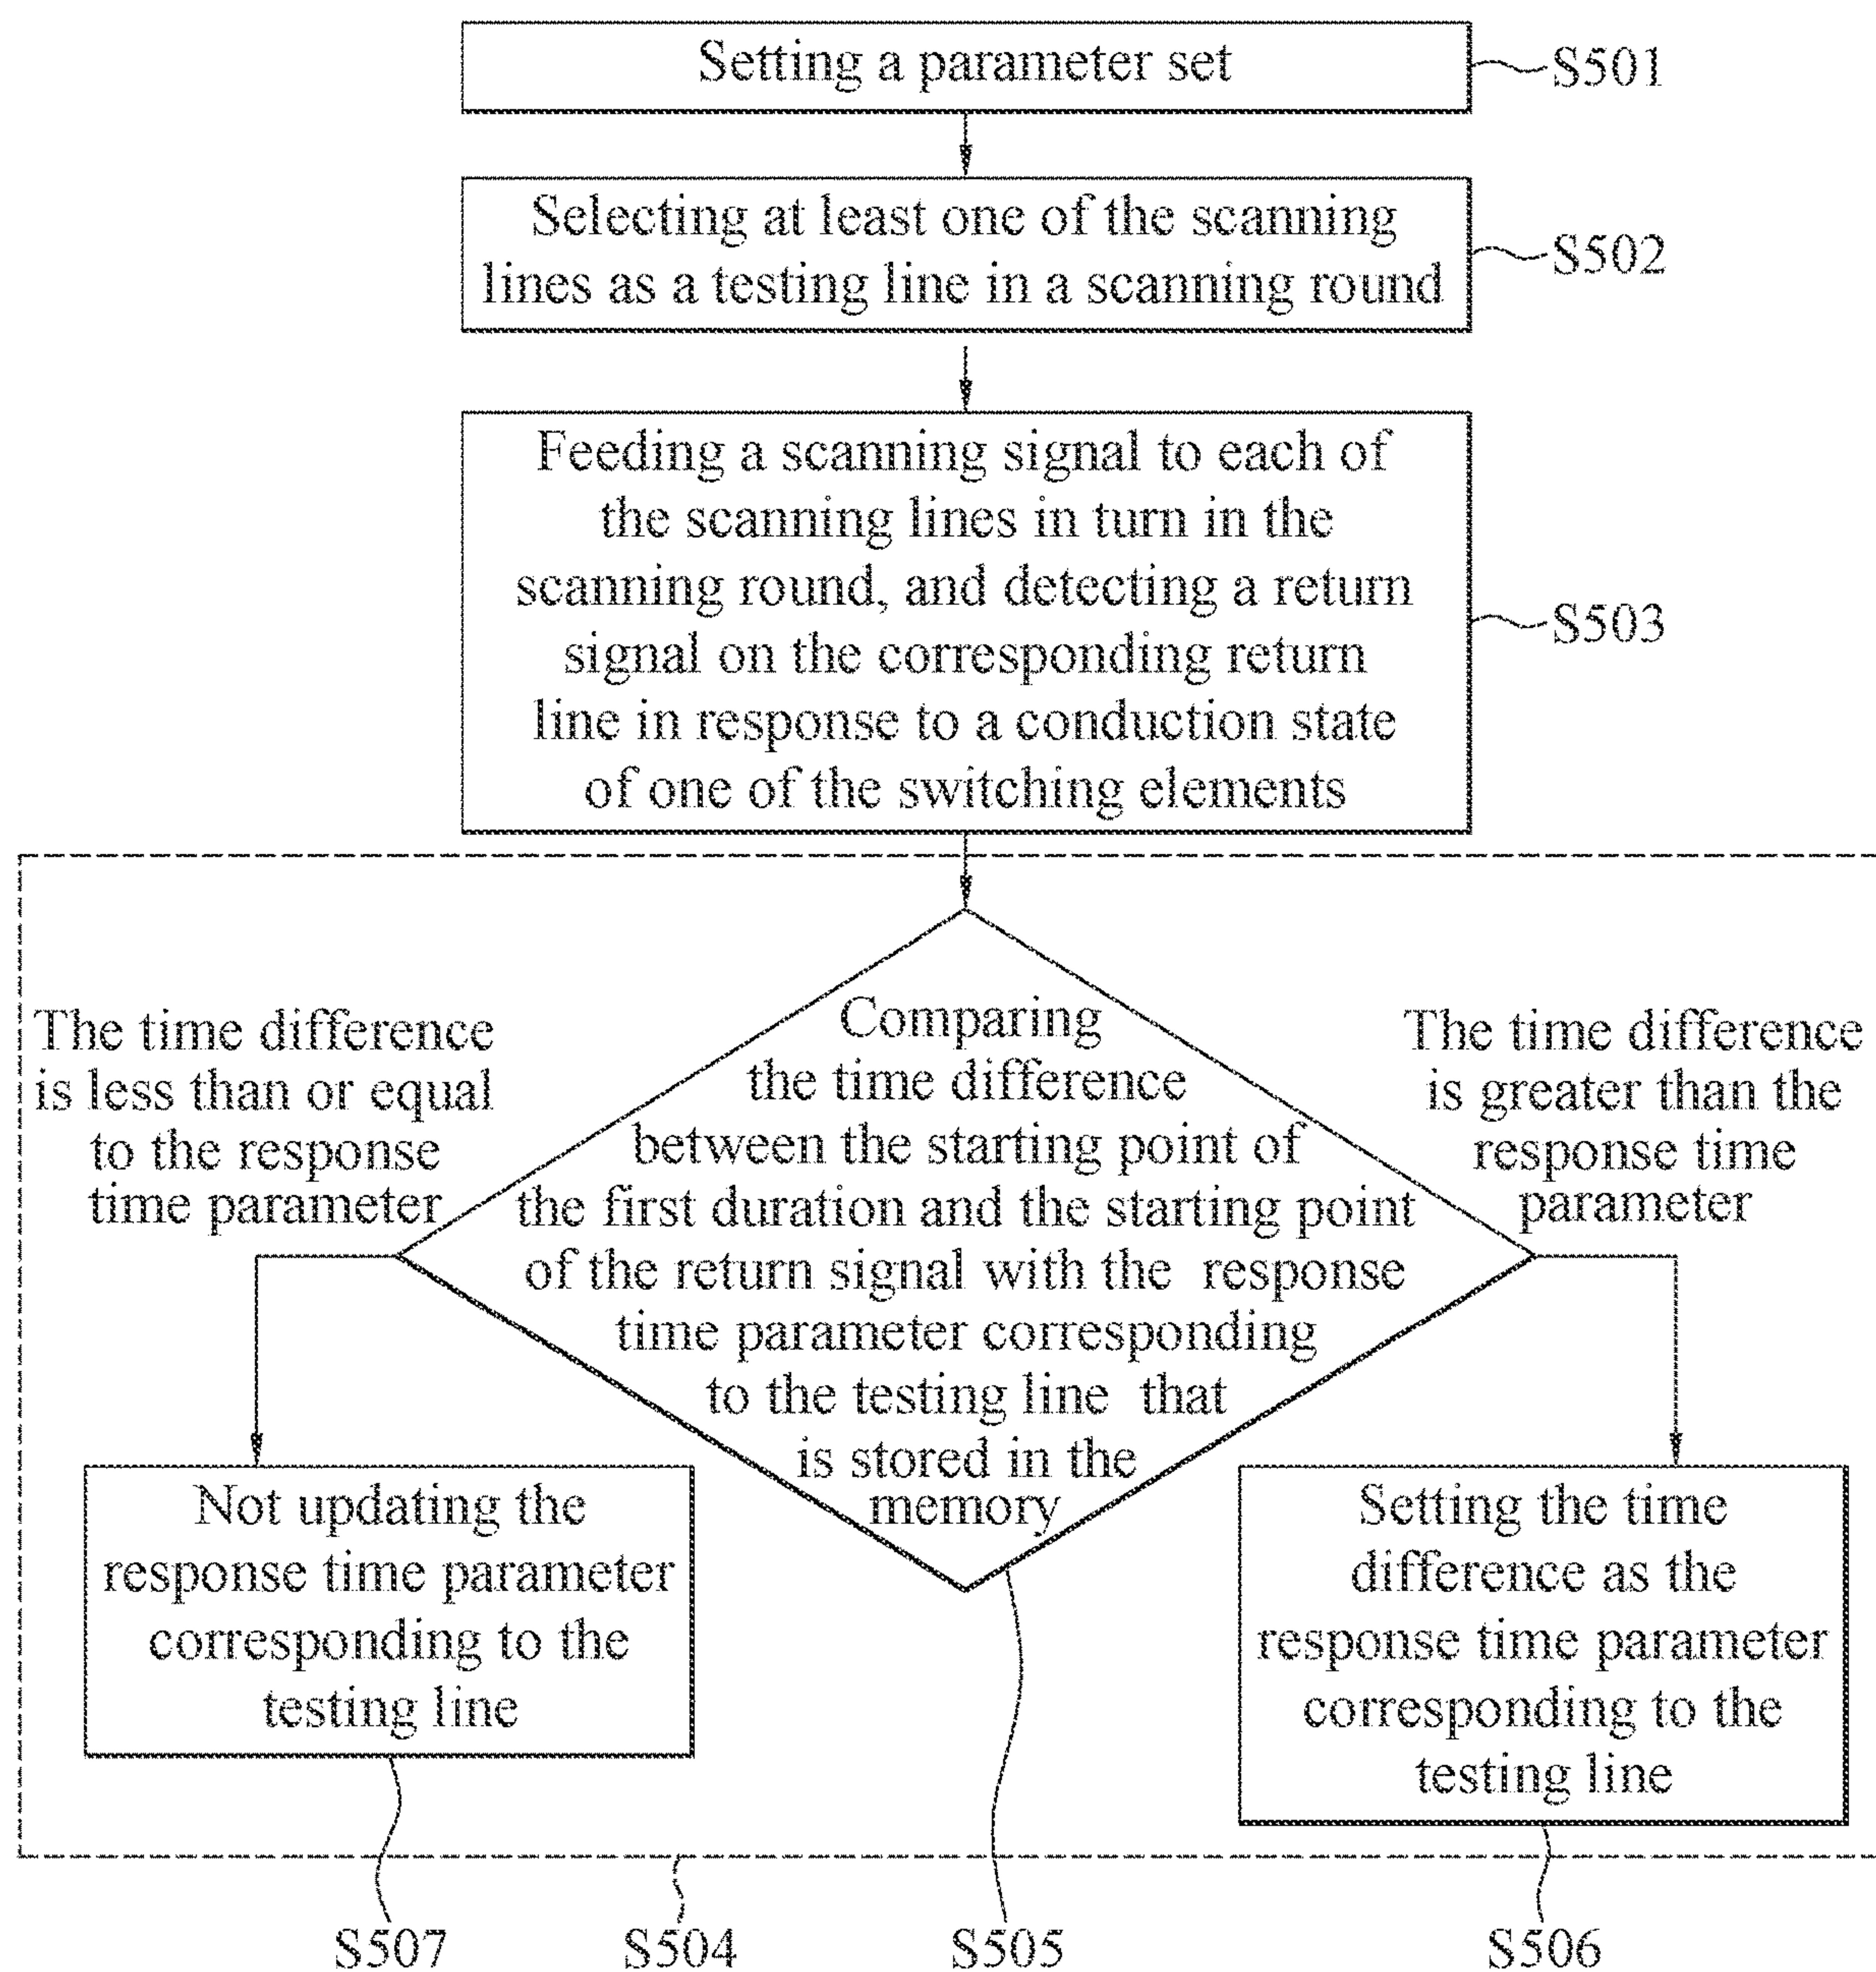 Setting a parameter set
S501
Selecting at least one of the scanning
lines as a testing line in a scanning round
S502
Feeding a scanning signal to each of
the scanning lines in turn in the
scanning round, and detecting a return
signal on the corresponding return
line in response to a conduction state
of one of the switching elements
S503
The time difference
is less than or equal
to the response
time parameter
Comparing
the time difference
between the starting point of
the first duration and the starting point
of the return signal with the response
time parameter corresponding
to the testing line that
is stored in the
memory
The time difference
is greater than the
response time
parameter
Not updating the
response time parameter
corresponding to the
testing line
Setting the time
difference as the
response time parameter
corresponding to the
testing line
S507
S504
S505
S506